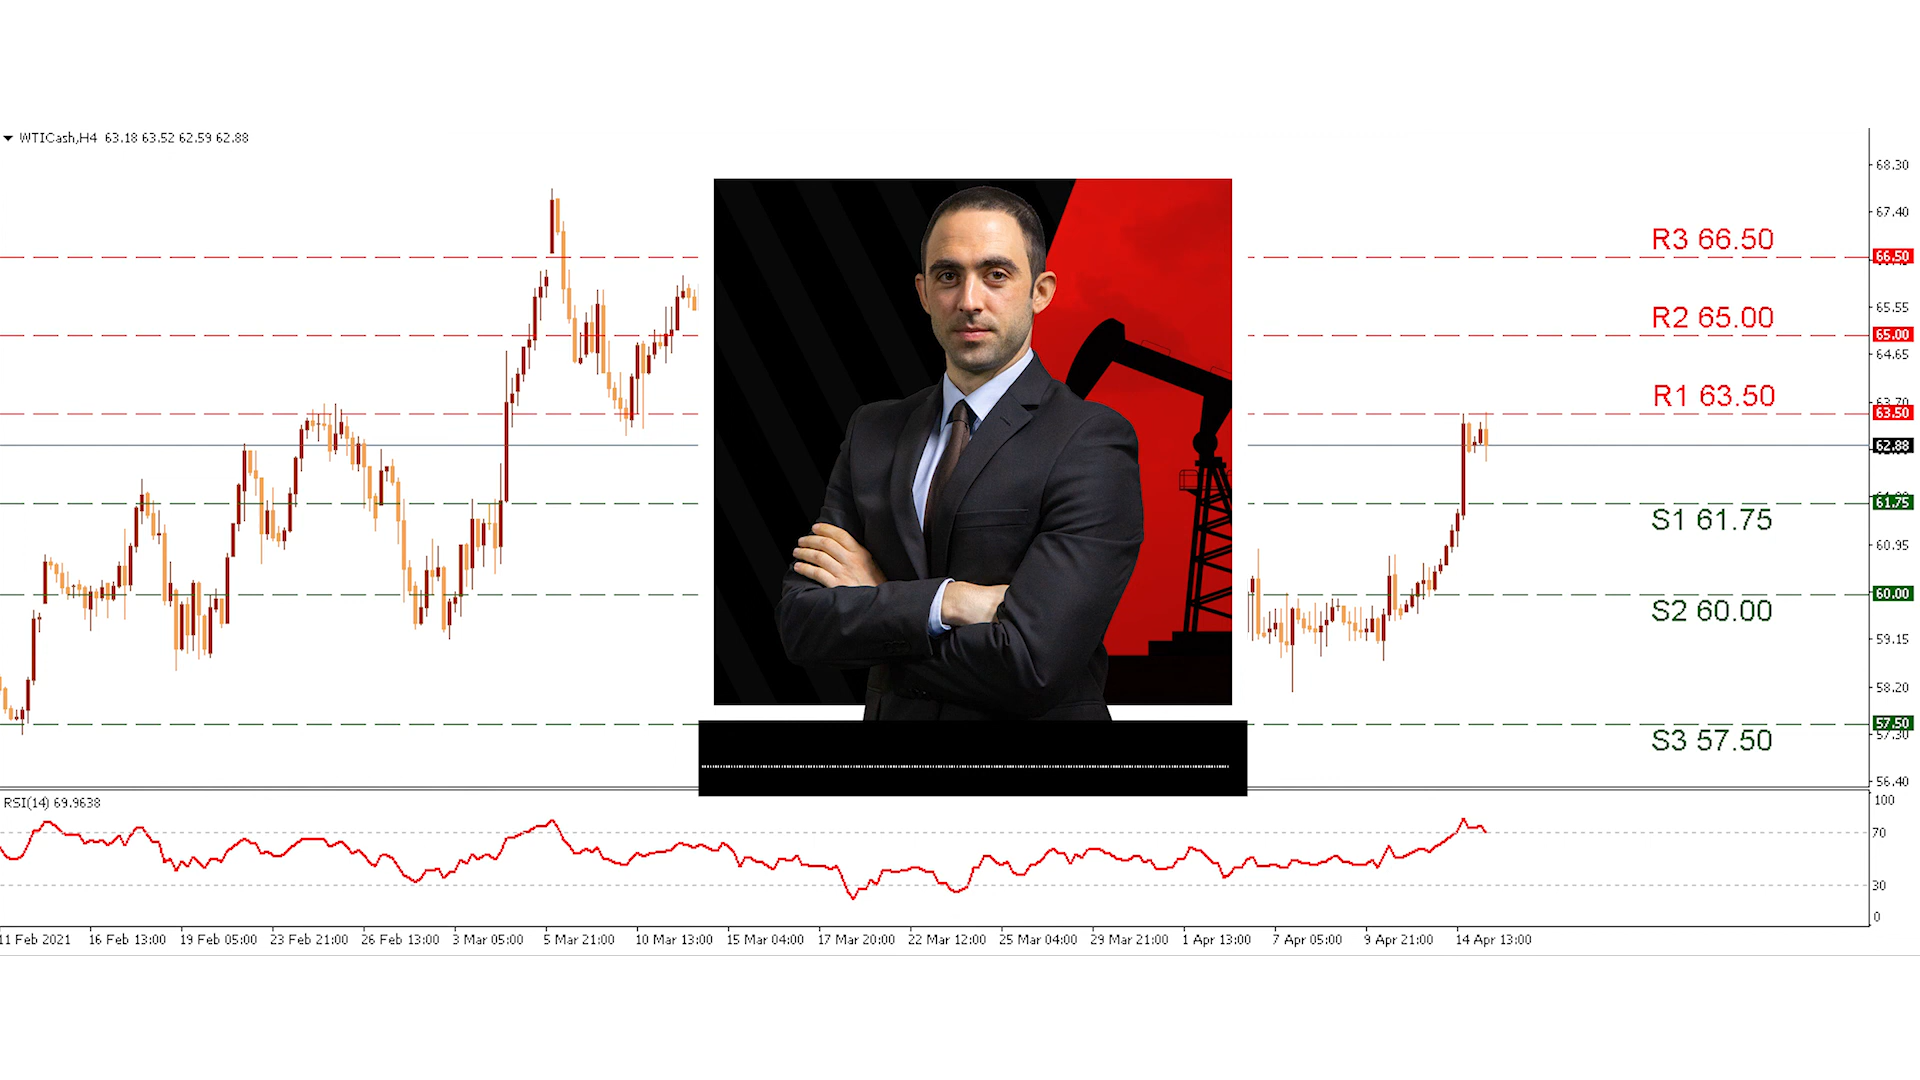 WTICash,H4 63.18 63.52 62.59 62.88
68.30
67.40
R3 66.50
66.50
65.55
R2 65.00
65.00
64.65
63.70
R1 63.50
63.50
62.88
61.75
S1 61.75
60.95
60.00
S2 60.00
59.15
58.20
57.50
57.30
S3 57.50
56.40
RSI(14) 69.9638
100
70
30
0
11 Feb 2021 16 Feb 13:00 19 Feb 05:00 23 Feb 21:00 26 Feb 13:00 3 Mar 05:00 5 Mar 21:00 10 Mar 13:00 15 Mar 04:00 17 Mar 20:00 22 Mar 12:00 25 Mar 04:00 29 Mar 21:00 1 Apr 13:00 7 Apr 05:00 9 Apr 21:00 14 Apr 13:00